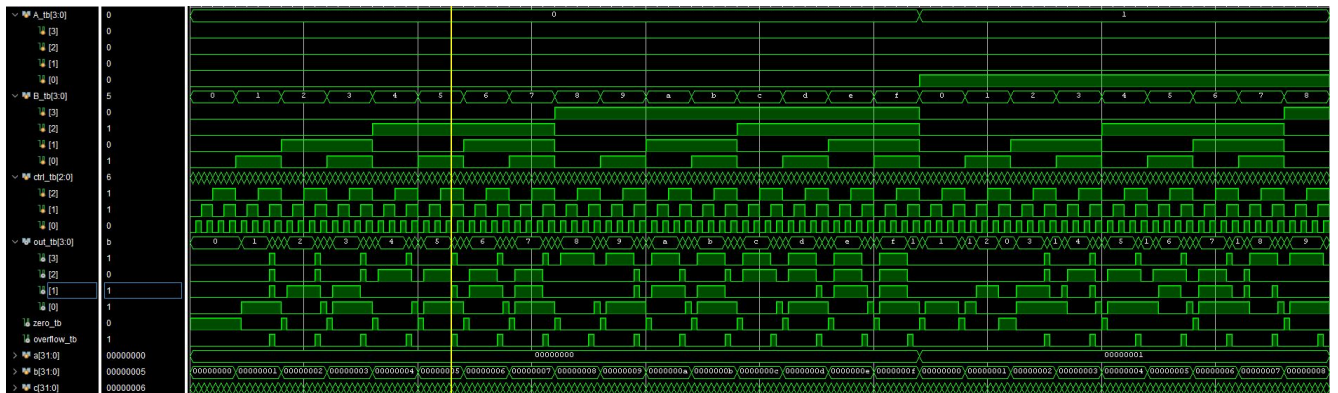 A_tb[3:0] 0 0 1
[3] 0
[2] 0
[1] 0
[0] 0
B_tb[3:0] 5 0 1 2 3 4 5 6 7 8 9 a b c d e f 0 1 2 3 4 5 6 7 8
[3] 0
[2] 1
[1] 0
[0] 1
ctrl_tb[2:0] 6
[2] 1
[1] 1
[0] 0
out_tb[3:0] b 0 1 2 3 4 5 6 7 8 9 a b c d e f 1 1 1 2 0 3 1 4 5 1 6 7 1 8 9
[3] 1
[2] 0
[1] 1
[0] 1
zero_tb 0
overflow_tb 1
a[31:0] 00000000 00000000 00000001
b[31:0] 00000005 00000000 00000001 00000002 00000003 00000004 00000005 00000006 00000007 00000008 00000009 0000000a 0000000b 0000000c 0000000d 0000000e 0000000f 00000000 00000001 00000002 00000003 00000004 00000005 00000006 00000007 00000008
c[31:0] 00000006